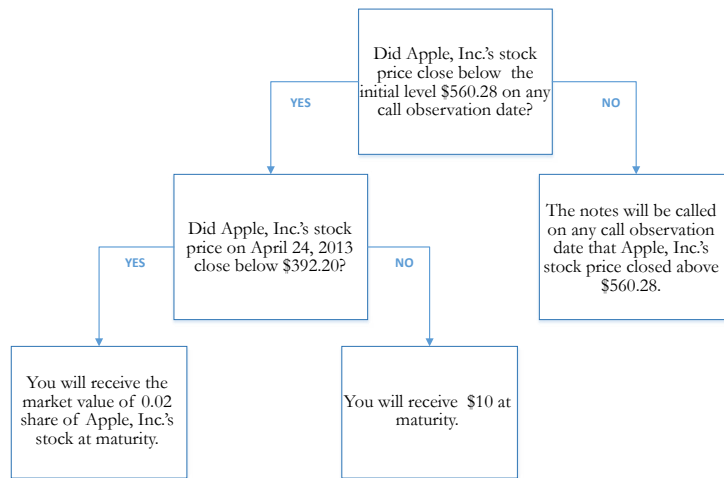 Did Apple, Inc.'s stock
price close below the
initial level $560.28 on any
call observation date?
YES
NO
Did Apple, Inc.'s stock
price on April 24, 2013
close below $392.20?
The notes will be called
on any call observation
date that Apple, Inc.'s
stock price closed above
$560.28.
YES
NO
You will receive the
market value of 0.02
share of Apple, Inc.'s
stock at maturity.
You will receive $10 at
maturity.